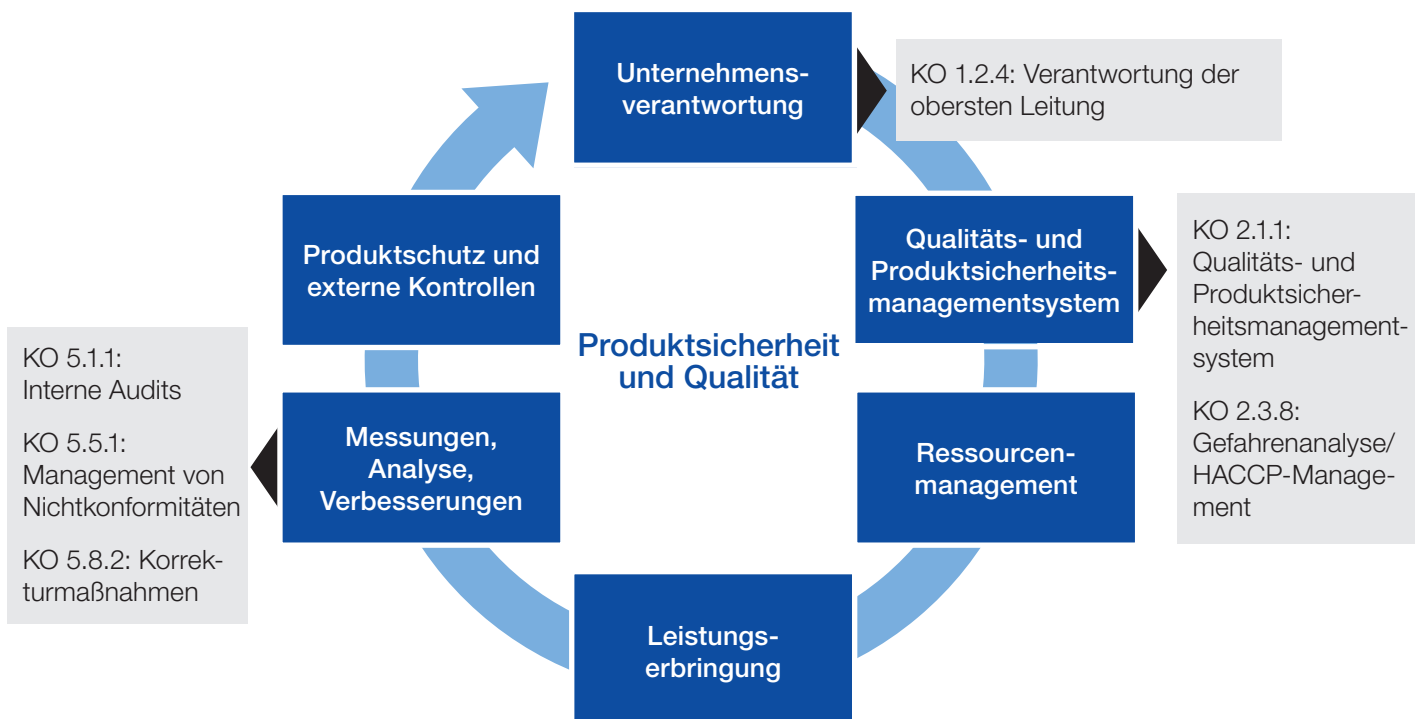 Unternehmens-
verantwortung
KO 1.2.4: Verantwortung der
obersten Leitung
Qualitäts- und
Produktsicherheits-
managementsystem
KO 2.1.1:
Qualitäts- und
Produktsicher-
heitsmanagement-
system
KO 2.3.8:
Gefahrenanalyse/
HACCP-Manage-
ment
Ressourcen-
management
Leistungs-
erbringung
Messungen,
Analyse,
Verbesserungen
KO 5.1.1:
Interne Audits
KO 5.5.1:
Management von
Nichtkonformitäten
KO 5.8.2: Korrek-
turmaßnahmen
Produktschutz und
externe Kontrollen
Produktsicherheit
und Qualität